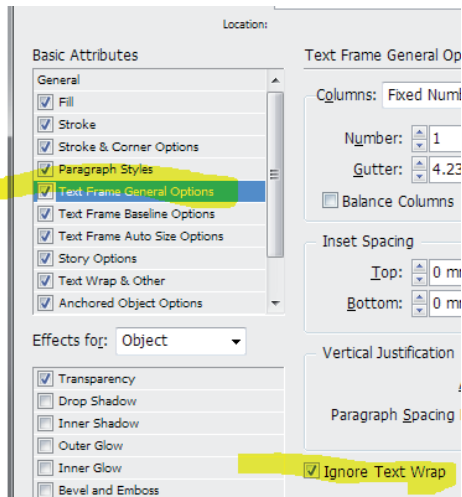 Location:
Basic Attributes
General
Fill
Stroke
Stroke & Corner Options
Paragraph Styles
Text Frame General Options
Text Frame Baseline Options
Text Frame Auto Size Options
Story Options
Text Wrap & Other
Anchored Object Options
Effects for: Object
Transparency
Drop Shadow
Inner Shadow
Outer Glow
Inner Glow
Bevel and Emboss
Text Frame General Op
Columns: Fixed Numb
Number: 1
Gutter: 4.23
Balance Columns
Inset Spacing
Top: 0 mm
Bottom: 0 mm
Vertical Justification
Paragraph Spacing
Ignore Text Wrap